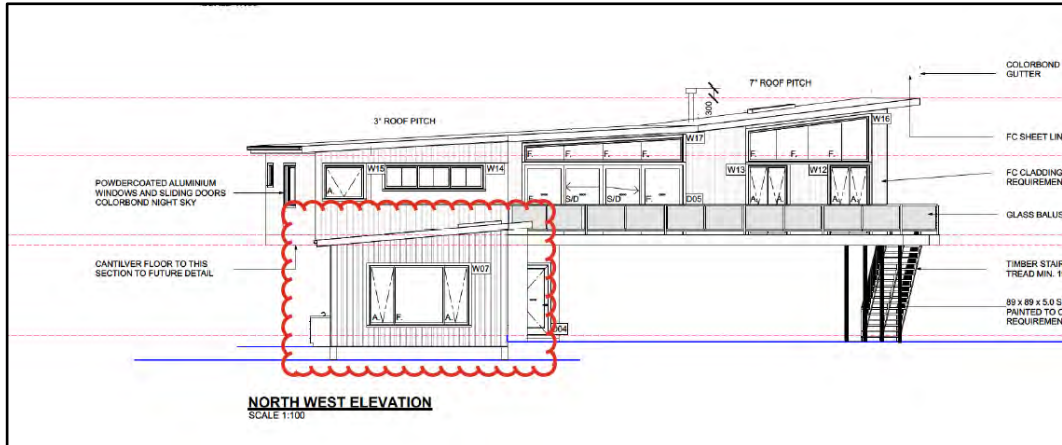 7° ROOF PITCH
COLORBOND
GUTTER
300
3° ROOF PITCH
W16
W17
FC SHEET LIN
F. F. F. F.
F. F. F.
W15
W14
W13
W12
FC CLADDING
REQUIREMEN
POWDERCOATED ALUMINIUM
WINDOWS AND SLIDING DOORS
COLORBOND NIGHT SKY
A.
F. S/D S/D F.
D05
A. A. A. A.
GLASS BALUS
CANTILVER FLOOR TO THIS
SECTION TO FUTURE DETAIL
W07
TIMBER STAIR
TREAD MIN. 1
A. F. A.
89 x 89 x 5.0 S
PAINTED TO C
REQUIREMEN
NORTH WEST ELEVATION
SCALE 1:100